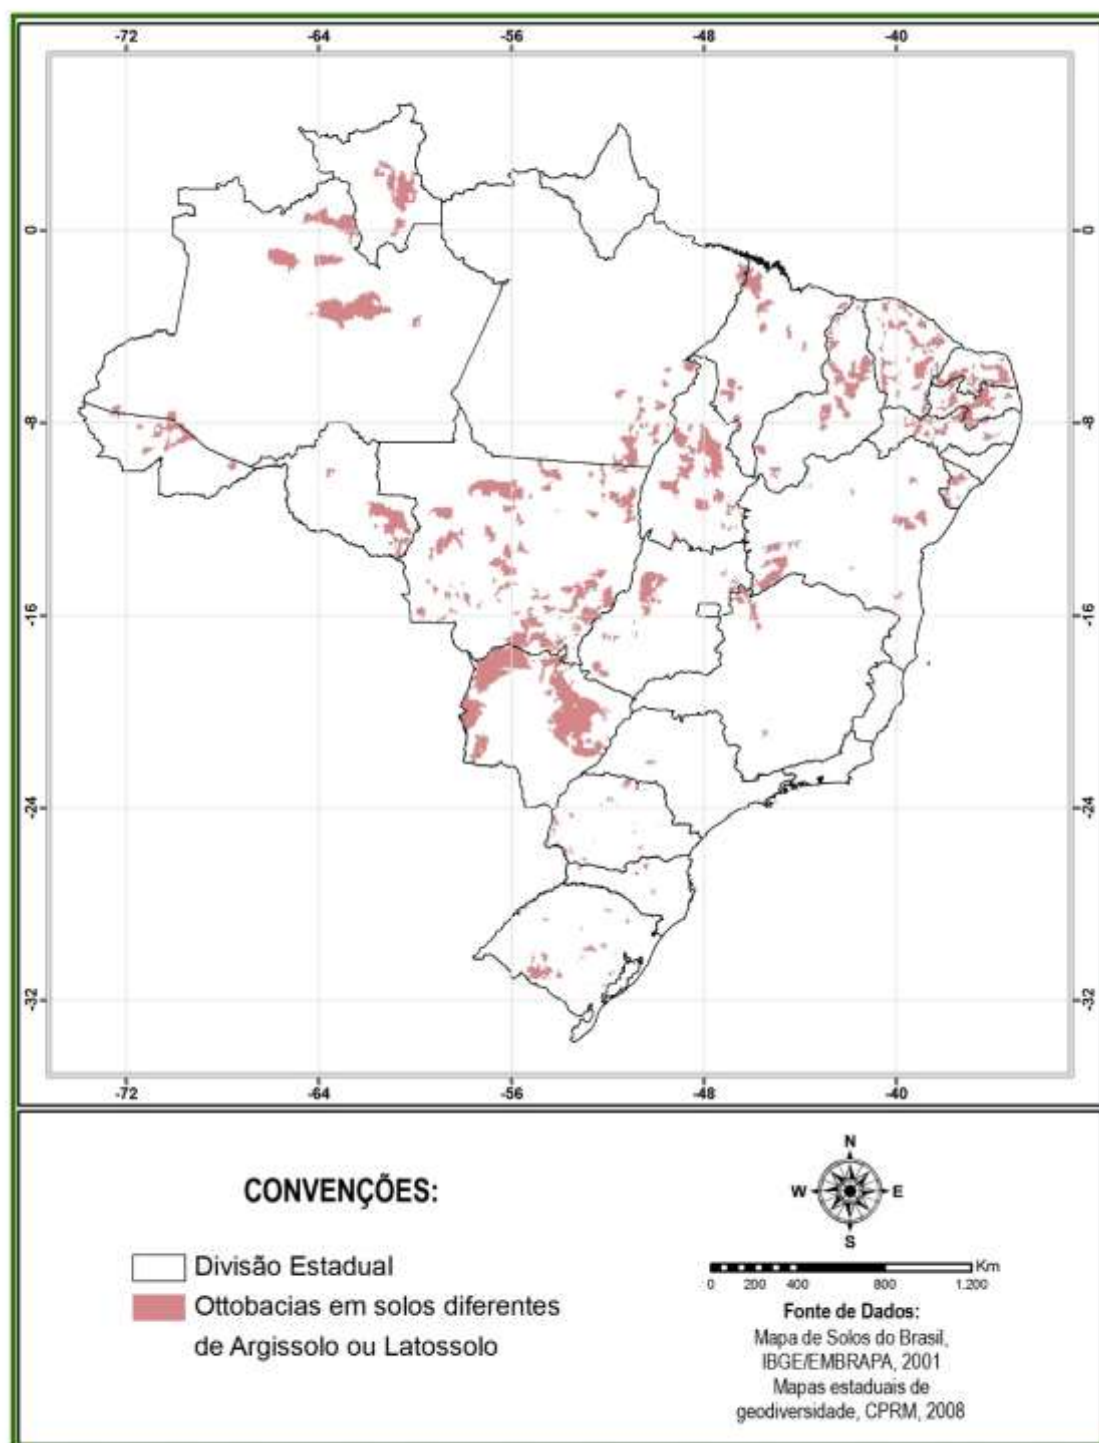 -72 -64 -56 -48 -40
0 0
-8 -8
-16 -16
-24 -24
-32 -32
-72 -64 -56 -48 -40
CONVENÇÕES:
Divisão Estadual
Ottobacias em solos diferentes
de Argissolo ou Latossolo
N
W E
S
Km
0 200 400 800 1.200
Fonte de Dados:
Mapa de Solos do Brasil,
IBGE/EMBRAPA, 2001
Mapas estaduais de
geodiversidade, CPRM, 2008